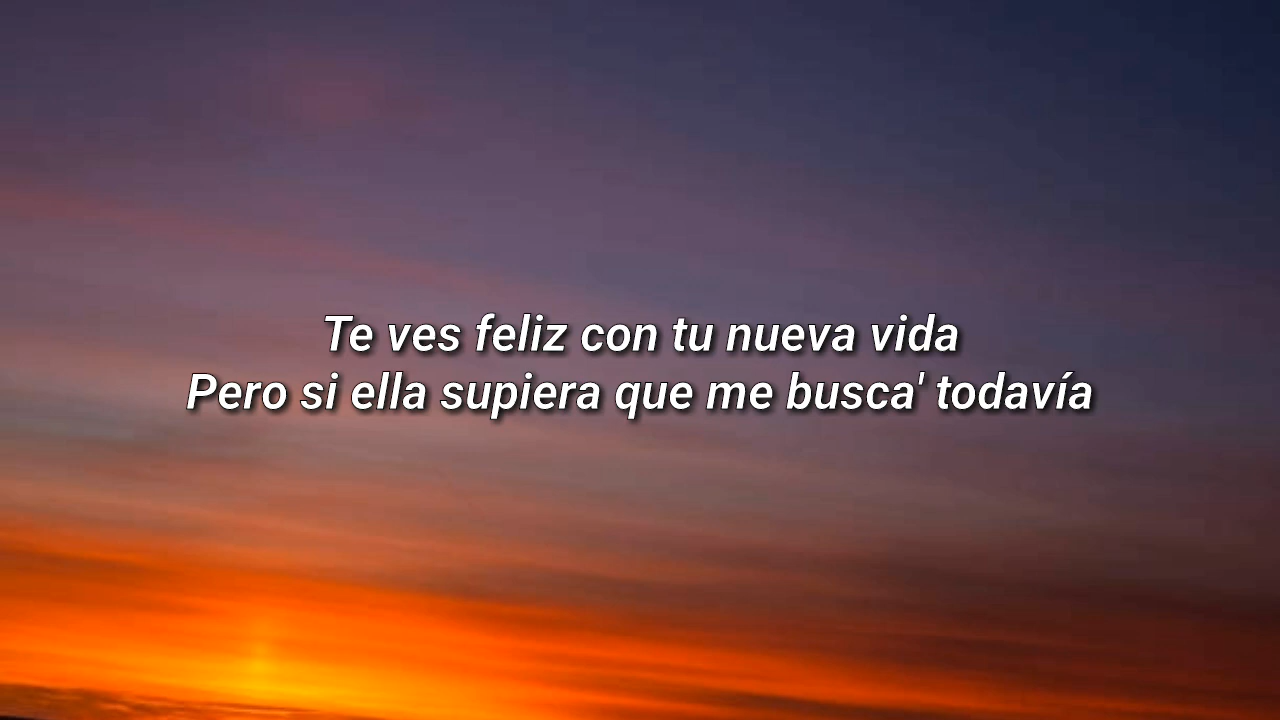 Te ves feliz con tu nueva vida
Pero si ella supiera que me busca' todavía